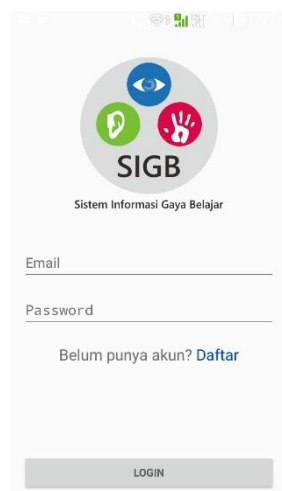 SIGB
Sistem Informasi Gaya Belajar
Email
Password
Belum punya akun? Daftar
LOGIN